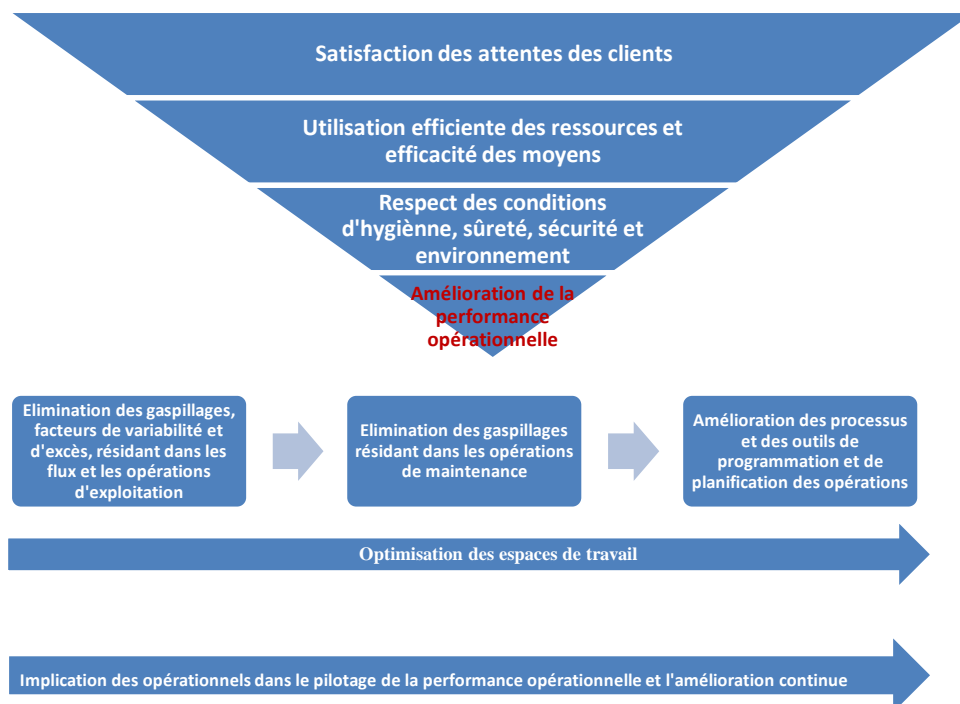 Satisfaction des attentes des clients
Utilisation efficiente des ressources et
efficacité des moyens
Respect des conditions
d'hygiènne, sûreté, sécurité et
environnement
Amélioration de la
performance
opérationnelle
Elimination des gaspillages,
facteurs de variabilité et
d'excès, résidant dans les
flux et les opérations
d'exploitation
Elimination des gaspillages
résidant dans les opérations
de maintenance
Amélioration des processus
et des outils de
programmation et de
planification des opérations
Optimisation des espaces de travail
Implication des opérationnels dans le pilotage de la performance opérationnelle et l'amélioration continue